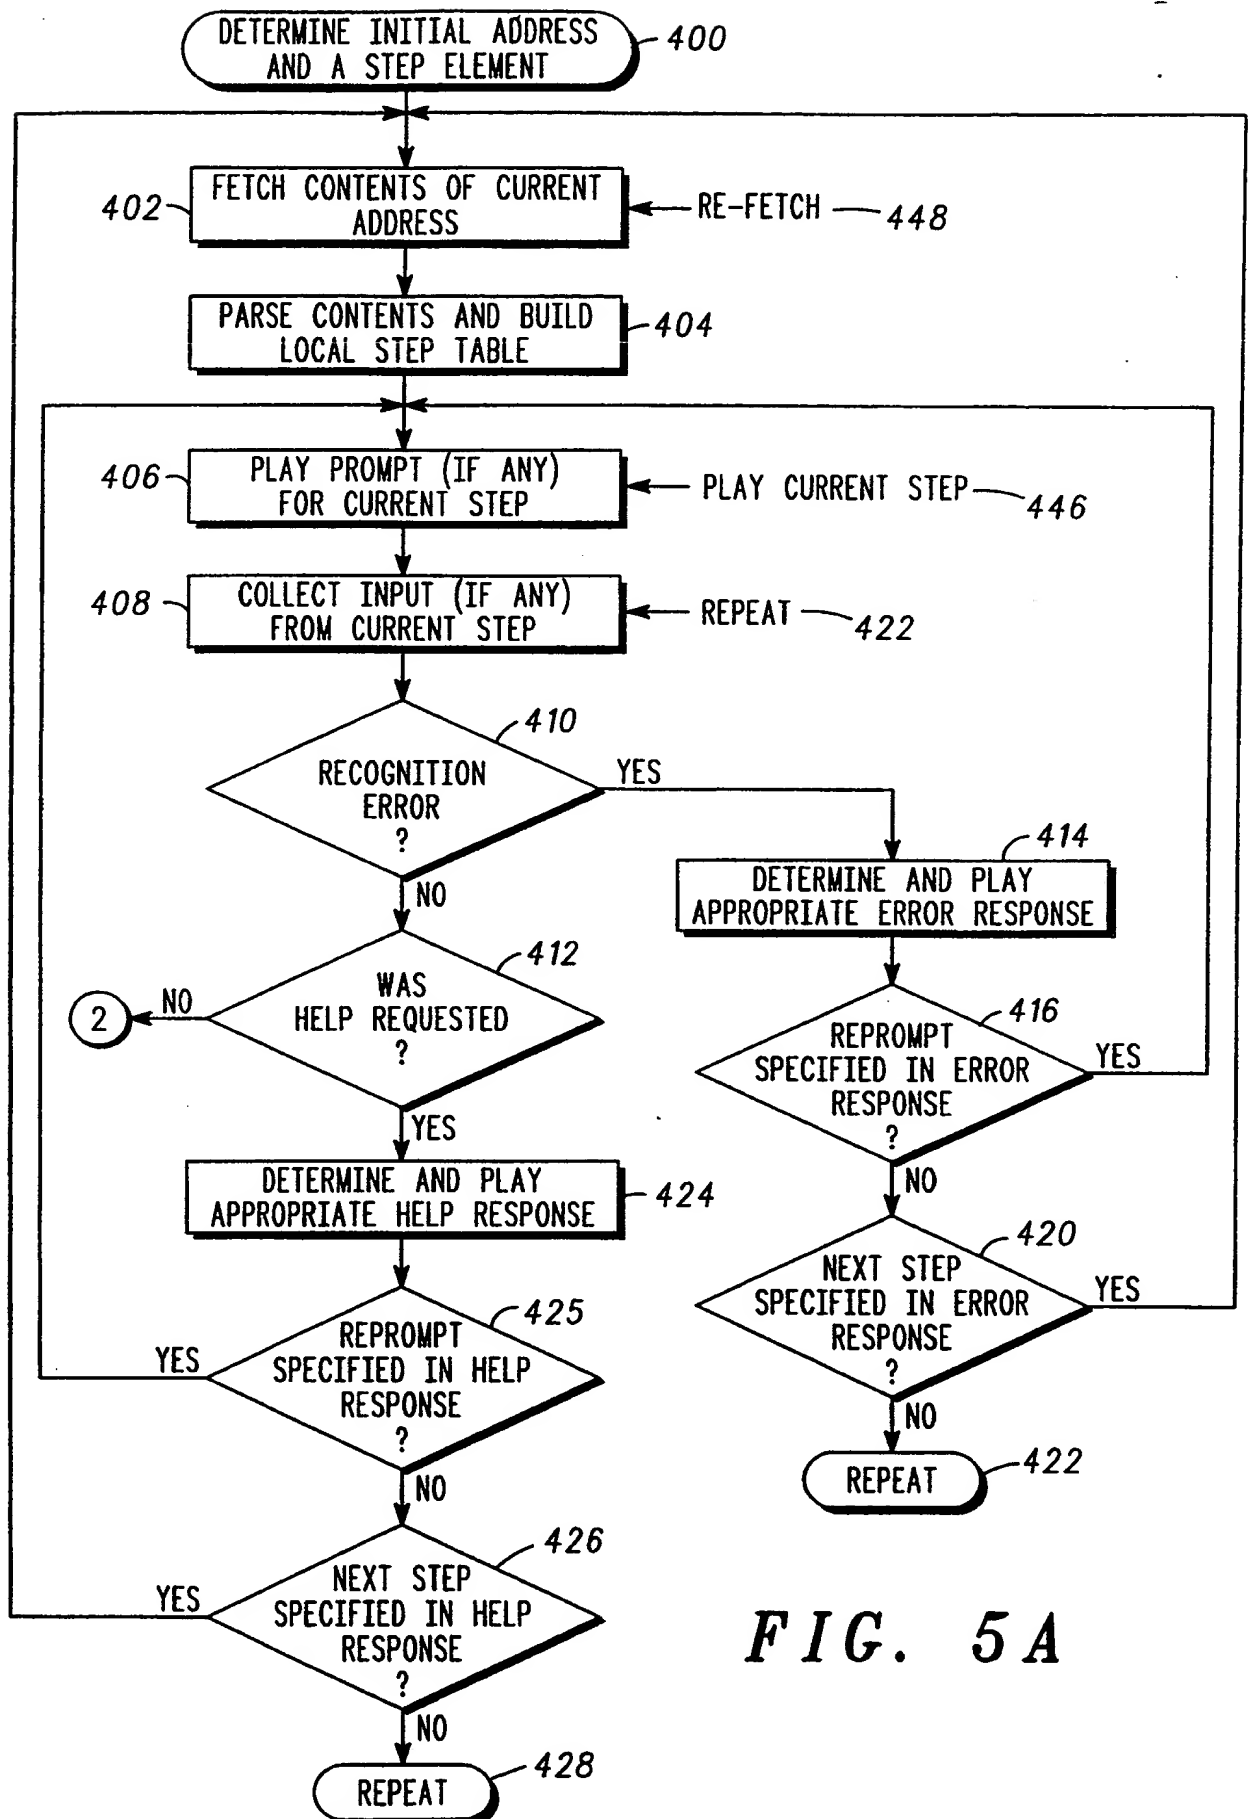 DETERMINE INITIAL ADDRESS
AND A STEP ELEMENT
400
FETCH CONTENTS OF CURRENT
ADDRESS
402
RE-FETCH
448
PARSE CONTENTS AND BUILD
LOCAL STEP TABLE
404
PLAY PROMPT (IF ANY)
FOR CURRENT STEP
406
PLAY CURRENT STEP
446
COLLECT INPUT (IF ANY)
FROM CURRENT STEP
408
REPEAT
422
410
RECOGNITION
ERROR
?
YES
NO
414
DETERMINE AND PLAY
APPROPRIATE ERROR RESPONSE
412
WAS
HELP REQUESTED
?
NO
2
YES
416
REPROMPT
SPECIFIED IN ERROR
RESPONSE
?
YES
NO
DETERMINE AND PLAY
APPROPRIATE HELP RESPONSE
424
420
NEXT STEP
SPECIFIED IN ERROR
RESPONSE
?
YES
NO
REPEAT
422
425
REPROMPT
SPECIFIED IN HELP
RESPONSE
?
YES
NO
426
NEXT STEP
SPECIFIED IN HELP
RESPONSE
?
YES
NO
REPEAT
428
FIG. 5A